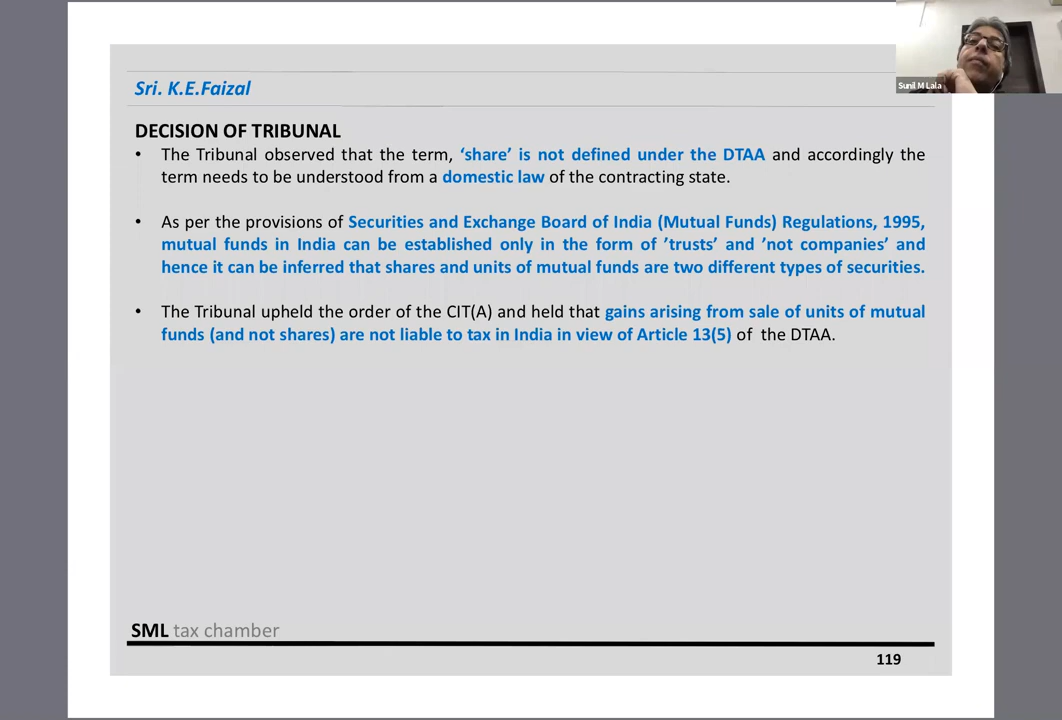 Sunil M Lala
Sri. K.E.Faizal
DECISION OF TRIBUNAL
• The Tribunal observed that the term, ‘share’ is not defined under the DTAA and accordingly the
term needs to be understood from a domestic law of the contracting state.
• As per the provisions of Securities and Exchange Board of India (Mutual Funds) Regulations, 1995,
mutual funds in India can be established only in the form of ’trusts’ and ’not companies’ and
hence it can be inferred that shares and units of mutual funds are two different types of securities.
• The Tribunal upheld the order of the CIT(A) and held that gains arising from sale of units of mutual
funds (and not shares) are not liable to tax in India in view of Article 13(5) of the DTAA.
SML tax chamber
119